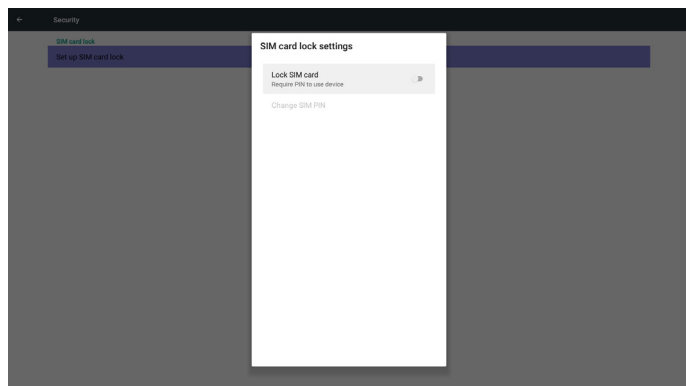 Security
SIM card lock
Set up SIM card lock
SIM card lock settings
Lock SIM card
Require PIN to use device
Change SIM PIN